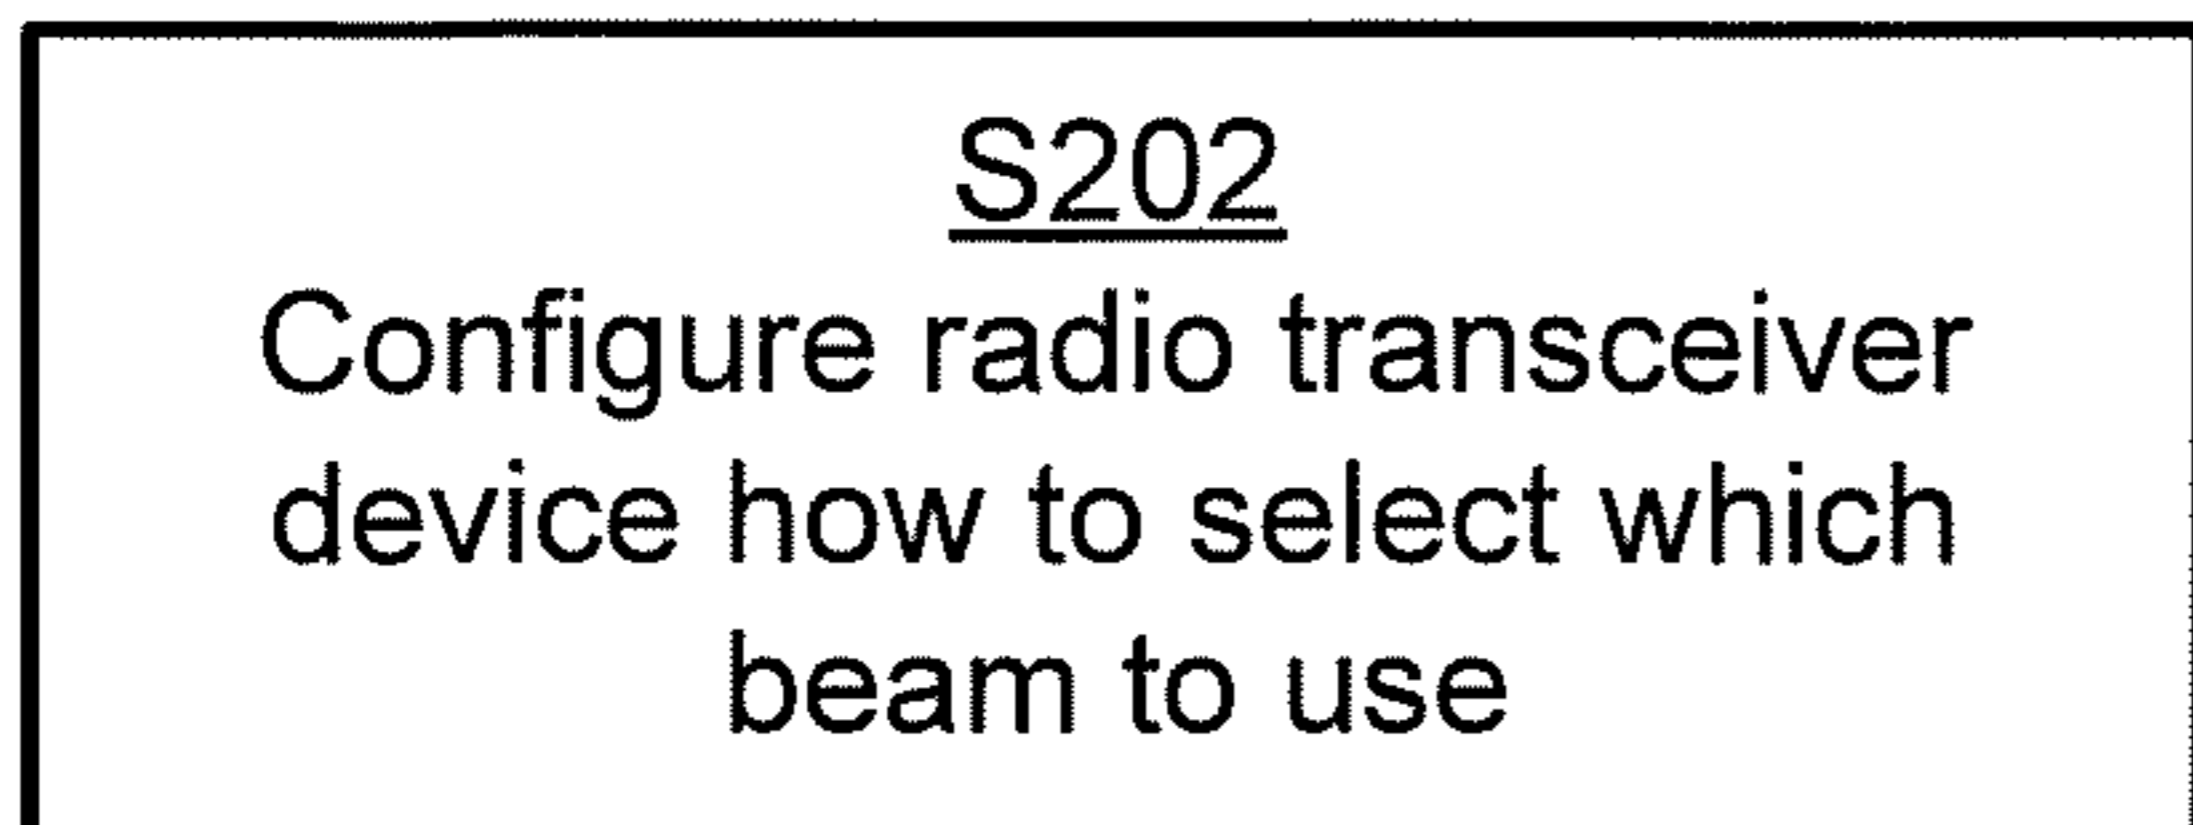 S202
Configure radio transceiver
device how to select which
beam to use